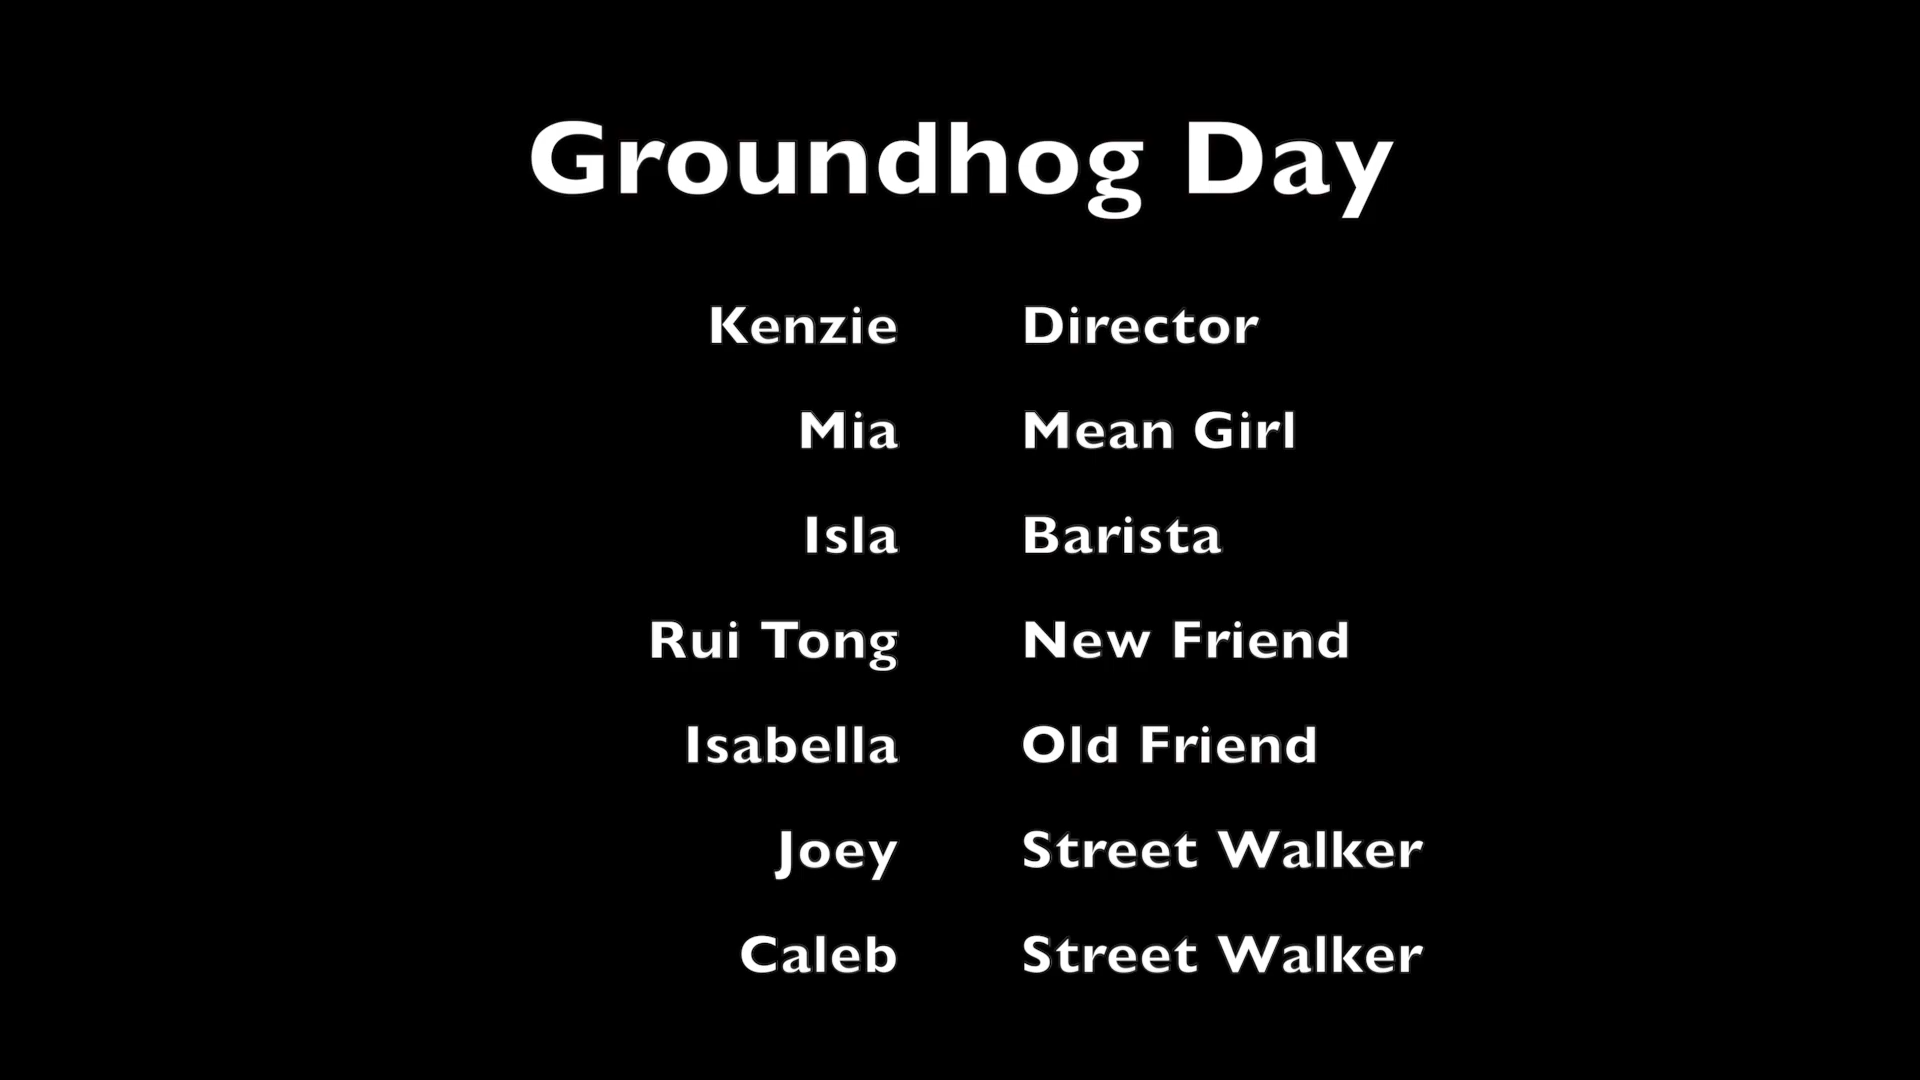 Groundhog Day
Kenzie Director
Mia Mean Girl
Isla Barista
Rui Tong New Friend
Isabella Old Friend
Joey Street Walker
Caleb Street Walker